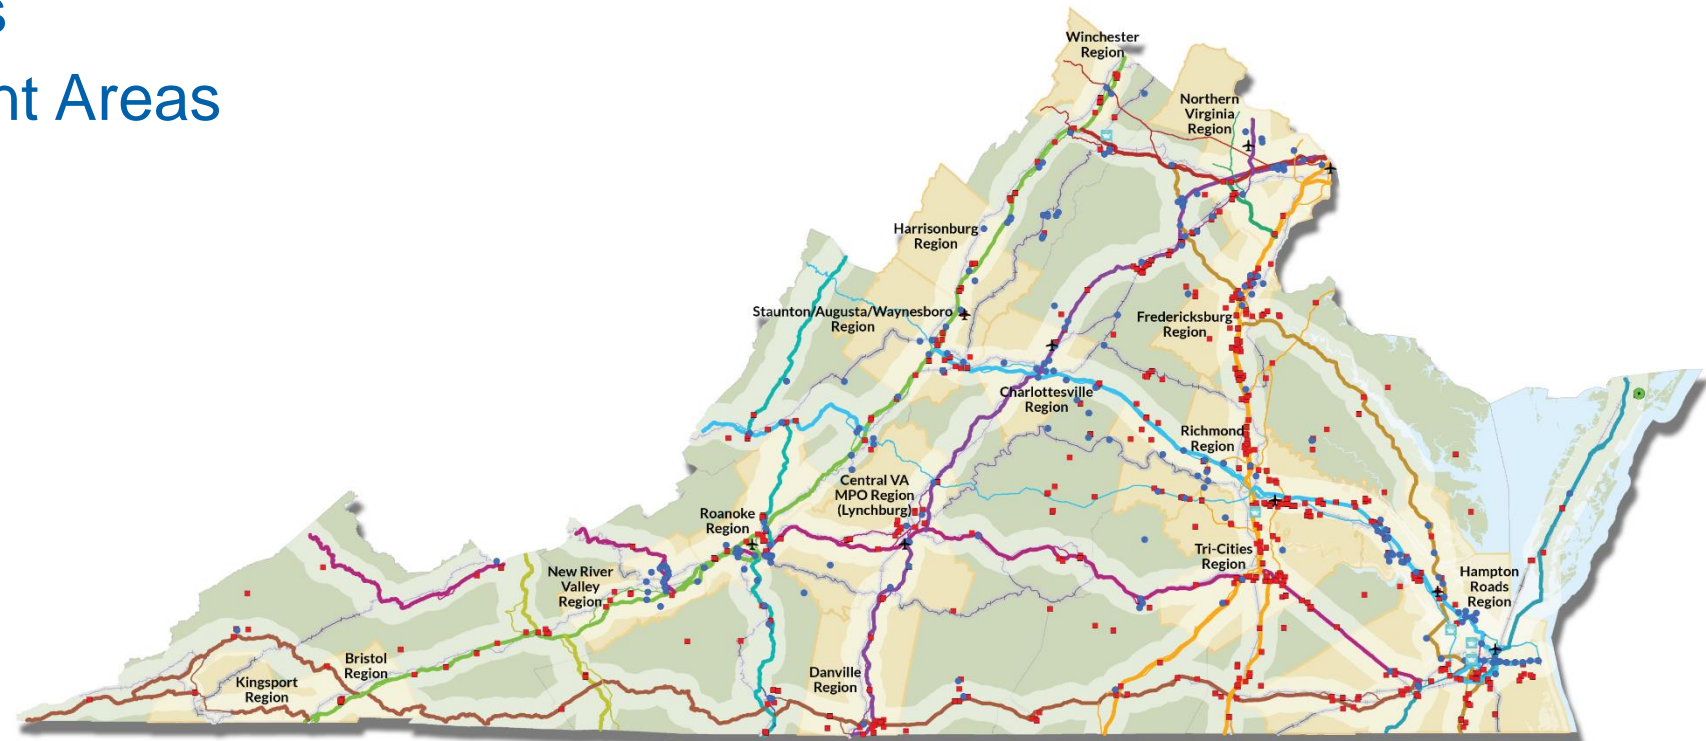 s
nt Areas
Winchester
Region
Northern
Virginia
Region
Harrisonburg
Region
Staunton/Augusta/Waynesboro
Region
Fredericksburg
Region
Charlottesville
Region
Richmond
Region
Central VA
MPO Region
(Lynchburg)
Roanoke
Region
Tri-Cities
Region
New River
Valley
Region
Hampton
Roads
Region
Bristol
Region
Kingsport
Region
Danville
Region